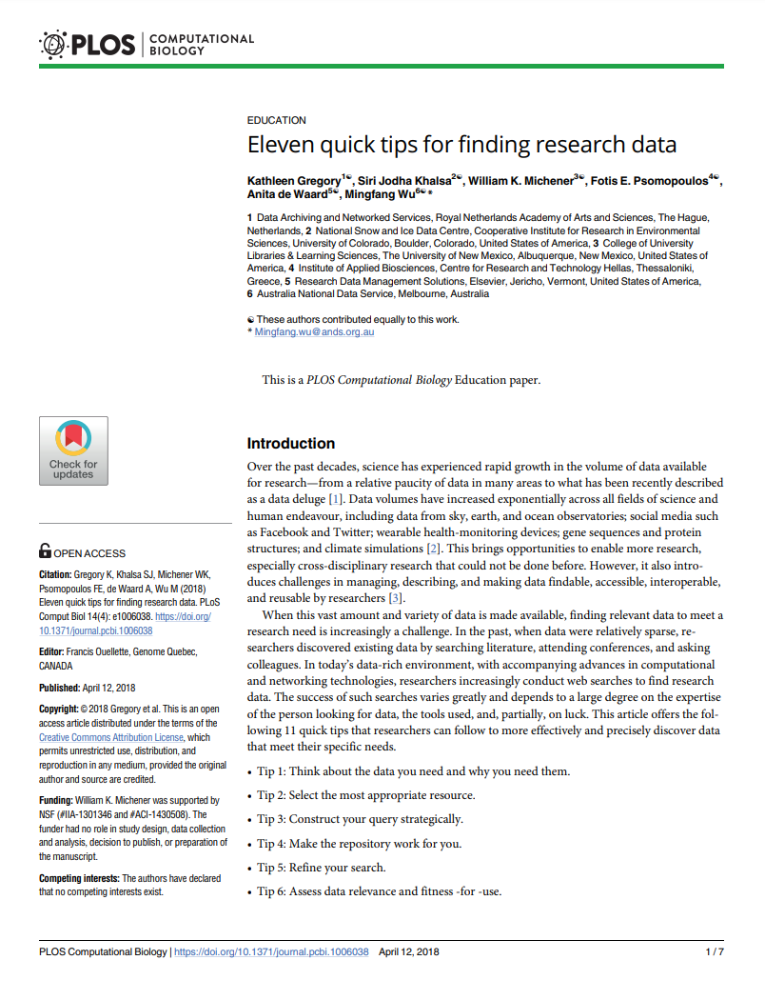 PLOS COMPUTATIONAL
BIOLOGY
EDUCATION
Eleven quick tips for finding research data
Kathleen Gregory1☯, Siri Jodha Khalsa2☯, William K. Michener3☯, Fotis E. Psomopoulos4☯,
Anita de Waard5☯, Mingfang Wu6☯*
1 Data Archiving and Networked Services, Royal Netherlands Academy of Arts and Sciences, The Hague,
Netherlands, 2 National Snow and Ice Data Centre, Cooperative Institute for Research in Environmental
Sciences, University of Colorado, Boulder, Colorado, United States of America, 3 College of University
Libraries & Learning Sciences, The University of New Mexico, Albuquerque, New Mexico, United States of
America, 4 Institute of Applied Biosciences, Centre for Research and Technology Hellas, Thessaloniki,
Greece, 5 Research Data Management Solutions, Elsevier, Jericho, Vermont, United States of America,
6 Australia National Data Service, Melbourne, Australia
☯ These authors contributed equally to this work.
* Mingfang.wu@ands.org.au
This is a PLOS Computational Biology Education paper.
Check for
updates
OPEN ACCESS
Citation: Gregory K, Khalsa SJ, Michener WK,
Psomopoulos FE, de Waard A, Wu M (2018)
Eleven quick tips for finding research data. PLoS
Comput Biol 14(4): e1006038. https://doi.org/
10.1371/journal.pcbi.1006038
Editor: Francis Ouellette, Genome Quebec,
CANADA
Published: April 12, 2018
Copyright: © 2018 Gregory et al. This is an open
access article distributed under the terms of the
Creative Commons Attribution License, which
permits unrestricted use, distribution, and
reproduction in any medium, provided the original
author and source are credited.
Funding: William K. Michener was supported by
NSF (#IIA-1301346 and #ACI-1430508). The
funder had no role in study design, data collection
and analysis, decision to publish, or preparation of
the manuscript.
Competing interests: The authors have declared
that no competing interests exist.
Introduction
Over the past decades, science has experienced rapid growth in the volume of data available
for research—from a relative paucity of data in many areas to what has been recently described
as a data deluge [1]. Data volumes have increased exponentially across all fields of science and
human endeavour, including data from sky, earth, and ocean observatories; social media such
as Facebook and Twitter; wearable health-monitoring devices; gene sequences and protein
structures; and climate simulations [2]. This brings opportunities to enable more research,
especially cross-disciplinary research that could not be done before. However, it also intro-
duces challenges in managing, describing, and making data findable, accessible, interoperable,
and reusable by researchers [3].
When this vast amount and variety of data is made available, finding relevant data to meet a
research need is increasingly a challenge. In the past, when data were relatively sparse, re-
searchers discovered existing data by searching literature, attending conferences, and asking
colleagues. In today's data-rich environment, with accompanying advances in computational
and networking technologies, researchers increasingly conduct web searches to find research
data. The success of such searches varies greatly and depends to a large degree on the expertise
of the person looking for data, the tools used, and, partially, on luck. This article offers the fol-
lowing 11 quick tips that researchers can follow to more effectively and precisely discover data
that meet their specific needs.
• Tip 1: Think about the data you need and why you need them.
• Tip 2: Select the most appropriate resource.
• Tip 3: Construct your query strategically.
• Tip 4: Make the repository work for you.
• Tip 5: Refine your search.
• Tip 6: Assess data relevance and fitness -for -use.
PLOS Computational Biology | https://doi.org/10.1371/journal.pcbi.1006038 April 12, 2018
1 / 7